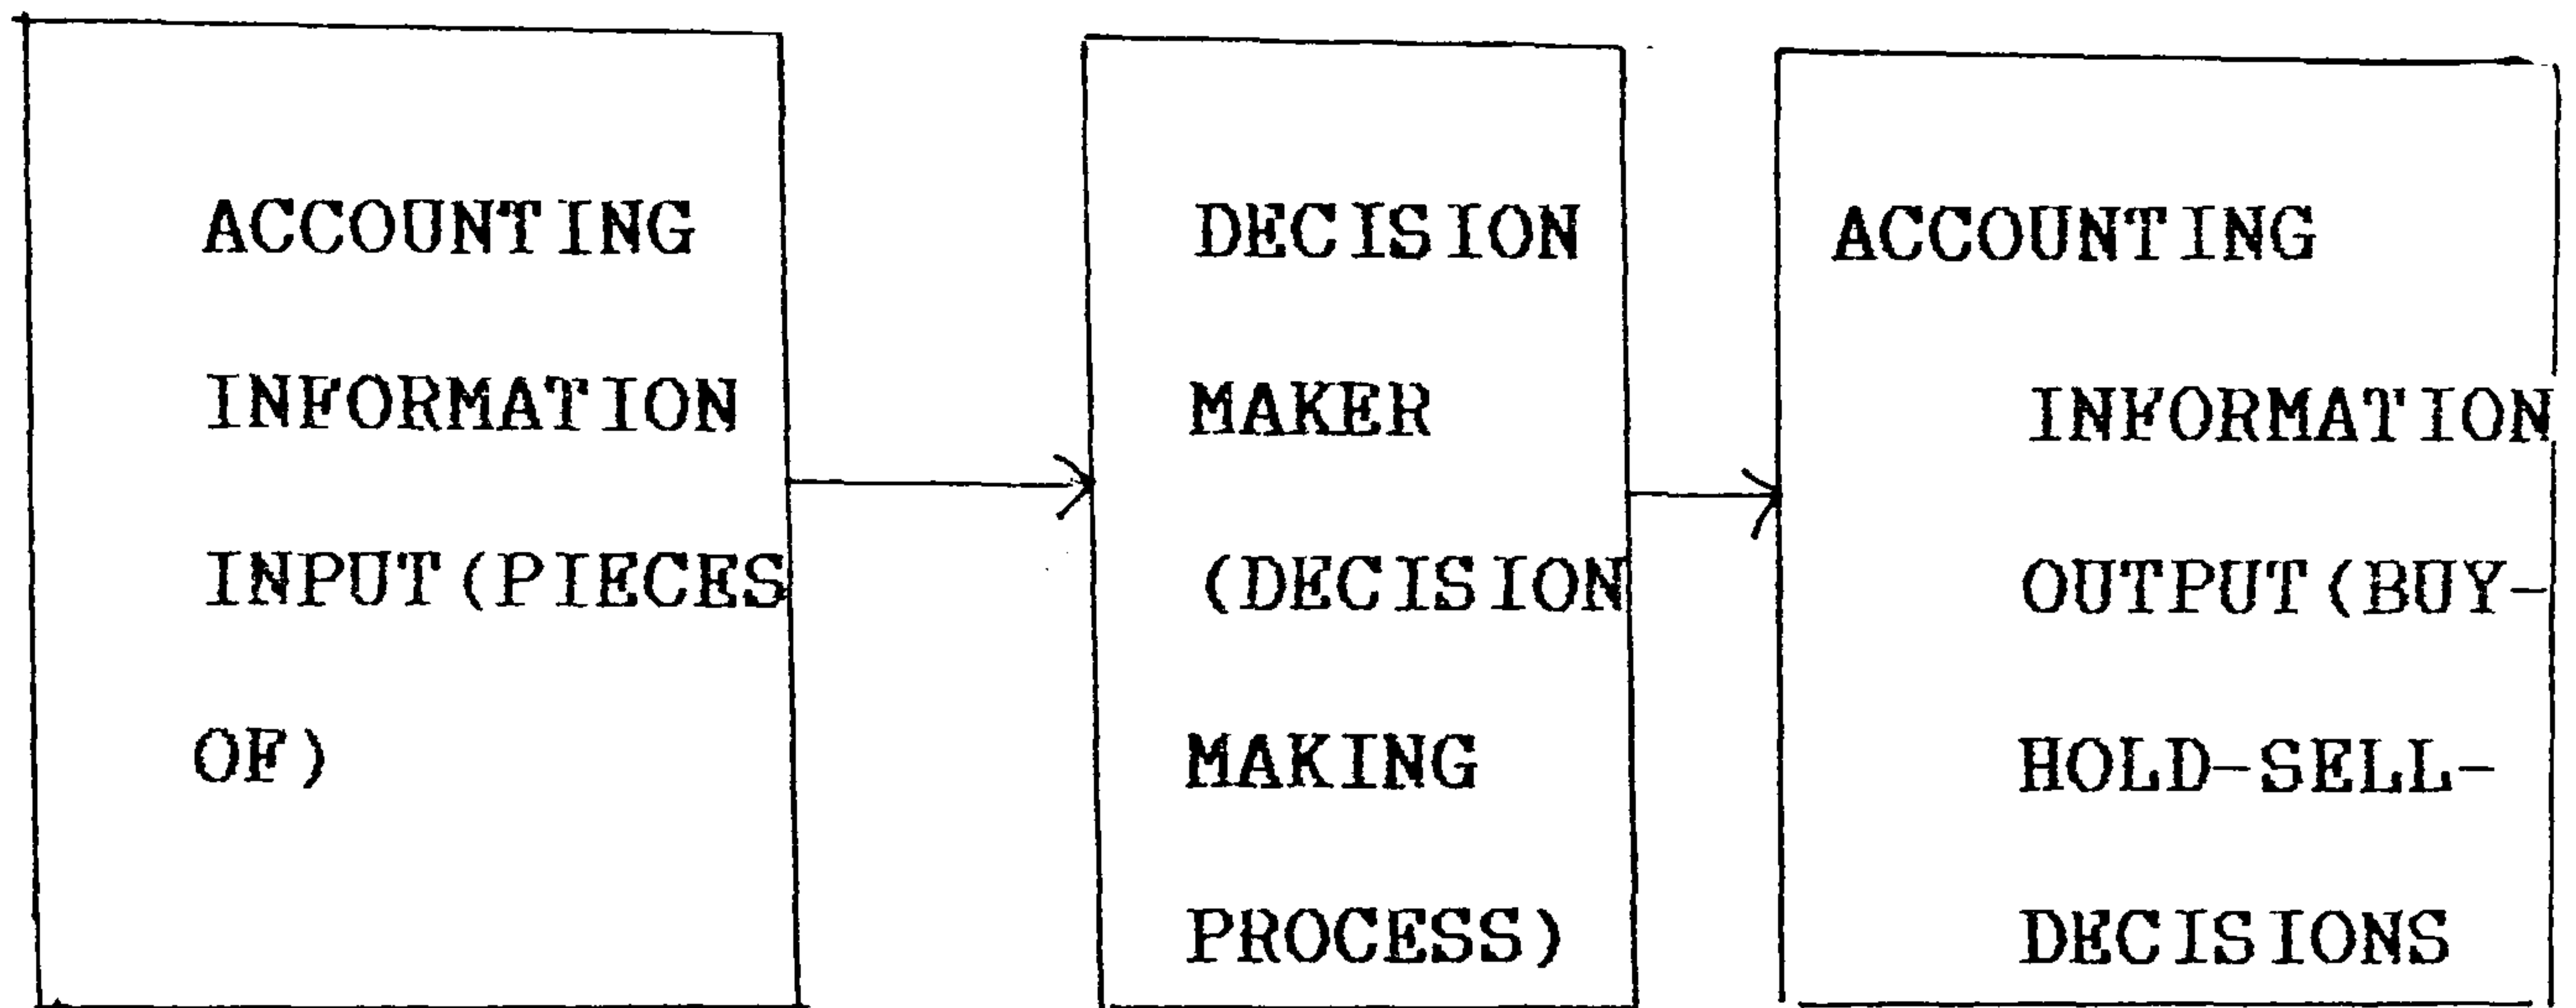 ACCOUNTING
INFORMATION
INPUT(PIECES
OF)
DECISION
MAKER
(DECISION
MAKING
PROCESS)
ACCOUNTING
INFORMATION
OUTPUT(BUY-
HOLD-SELL-
DECISIONS